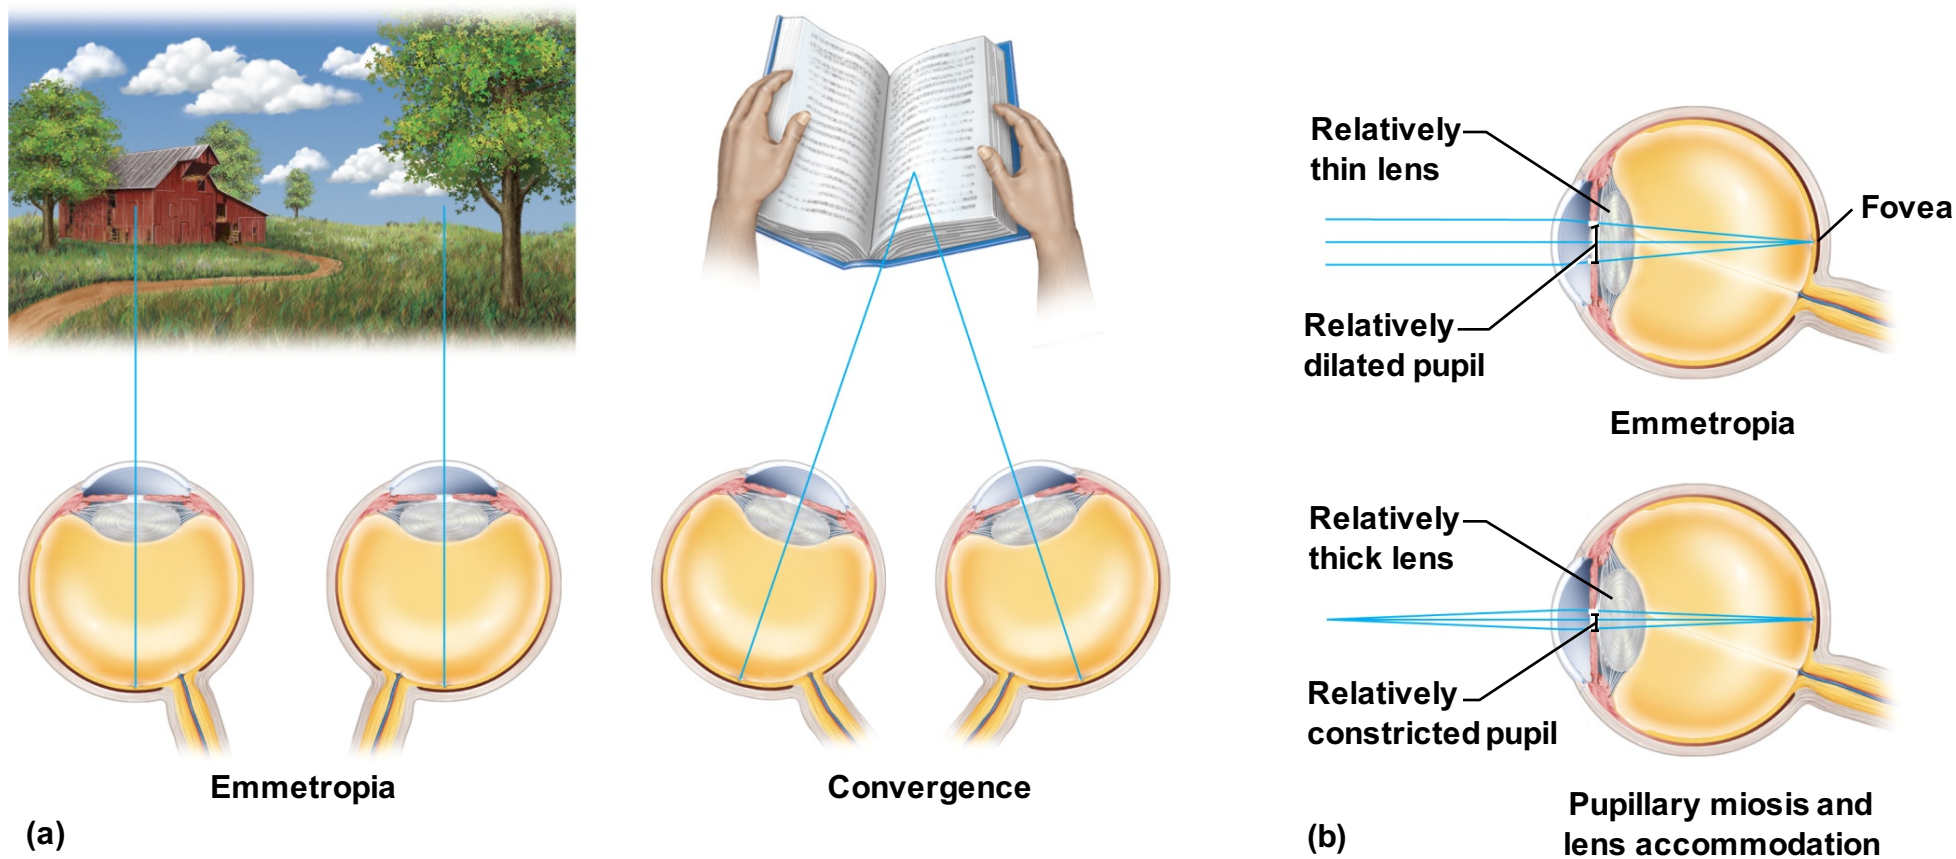 Emmetropia
Convergence
(a)
Relatively
thin lens
Fovea
Relatively
dilated pupil
Emmetropia
Relatively
thick lens
Relatively
constricted pupil
Pupillary miosis and
lens accommodation
(b)